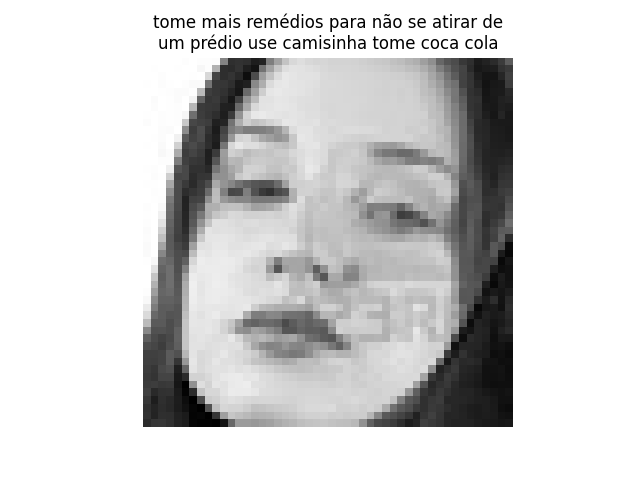 tome mais remédios para não se atirar de
um prédio use camisinha tome coca cola